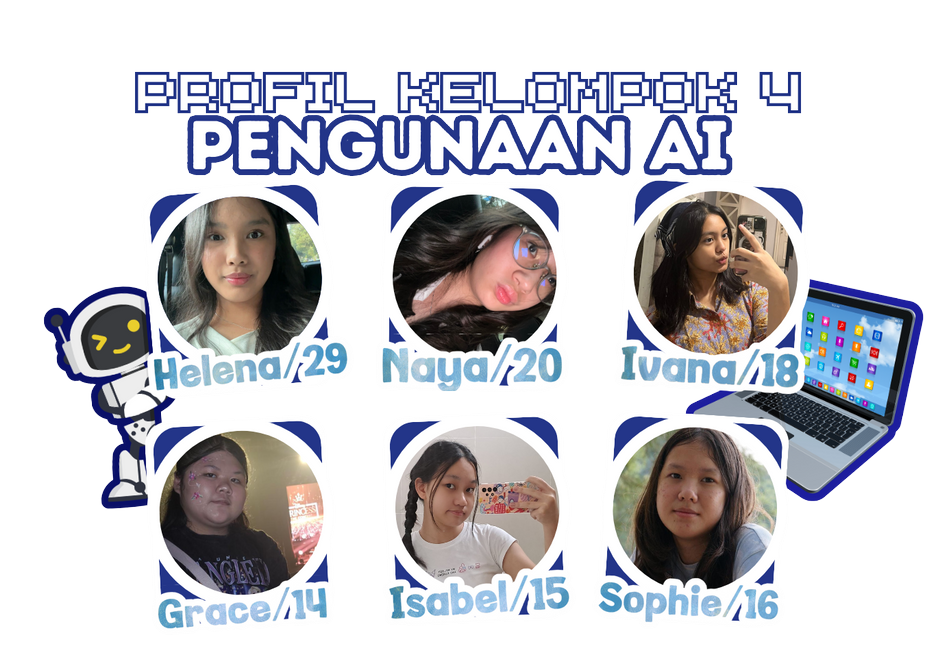 PROFIL KELOMPOK 4
PENGUNAAN AI
Helena/29
Naya/20
Ivana/18
Grace/14
Isabel/15
Sophie/16